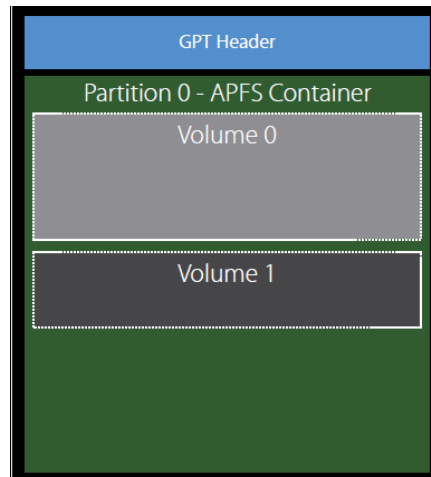 GPT Header
Partition 0 - APFS Container
Volume 0
Volume 1